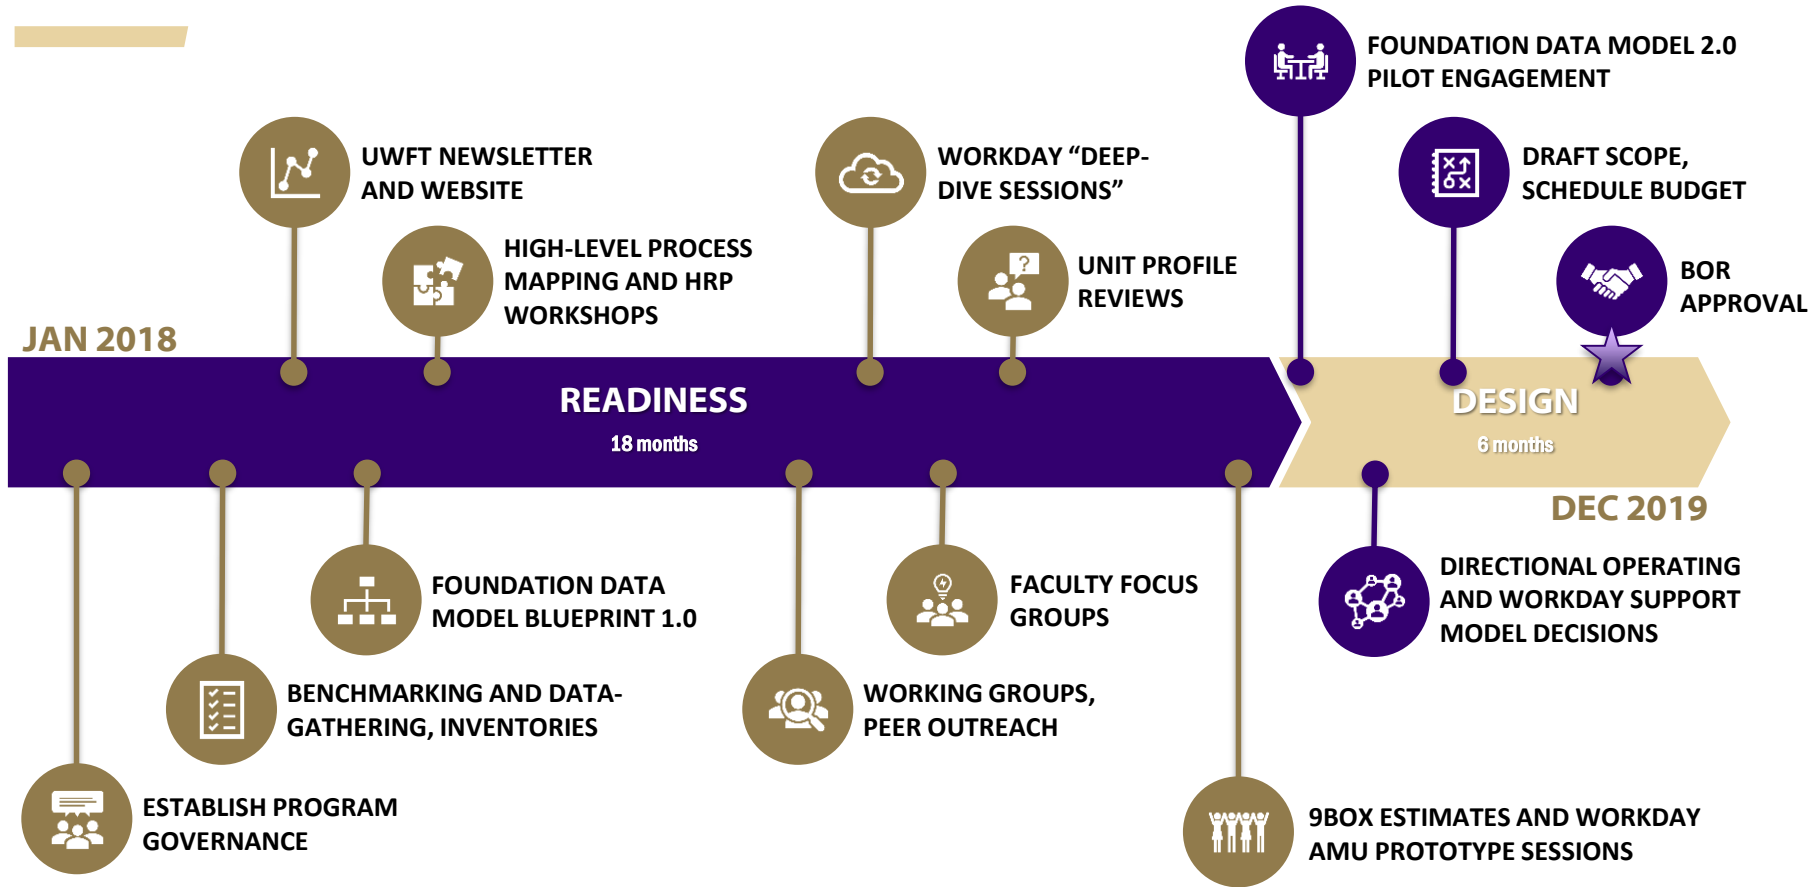 FOUNDATION DATA MODEL 2.0
PILOT ENGAGEMENT
UWFT NEWSLETTER
AND WEBSITE
WORKDAY “DEEP-
DIVE SESSIONS”
DRAFT SCOPE,
SCHEDULE BUDGET
HIGH-LEVEL PROCESS
MAPPING AND HRP
WORKSHOPS
UNIT PROFILE
REVIEWS
BOR
APPROVAL
JAN 2018
READINESS
18 months
DESIGN
6 months
DEC 2019
FOUNDATION DATA
MODEL BLUEPRINT 1.0
FACULTY FOCUS
GROUPS
DIRECTIONAL OPERATING
AND WORKDAY SUPPORT
MODEL DECISIONS
BENCHMARKING AND DATA-
GATHERING, INVENTORIES
WORKING GROUPS,
PEER OUTREACH
ESTABLISH PROGRAM
GOVERNANCE
9BOX ESTIMATES AND WORKDAY
AMU PROTOTYPE SESSIONS